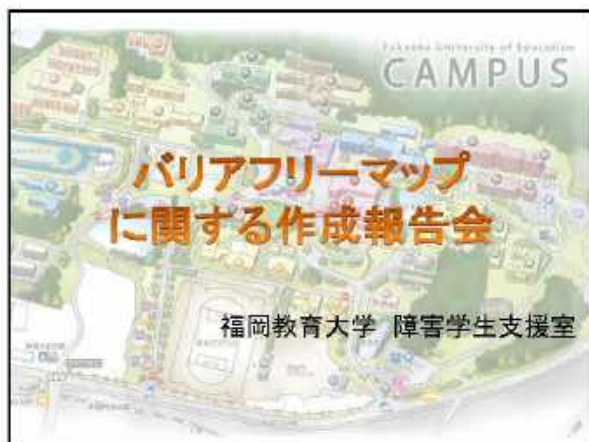 Fukuoka University of Education
CAMPUS
バリアフリーマップ
に関する作成報告会
福岡教育大学 障害学生支援室